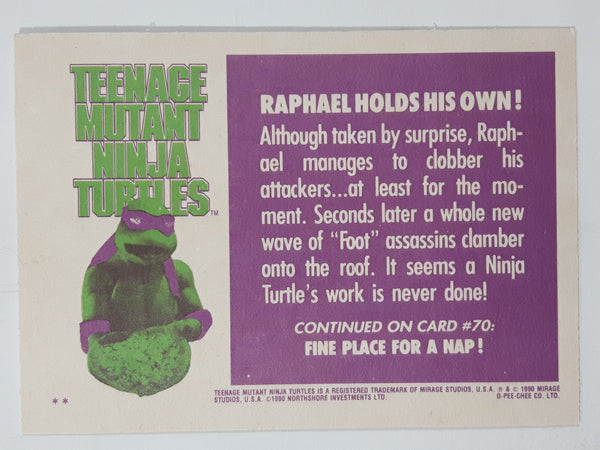 TEENAGE
MUTANT
NINJA
TURTLES
TM
RAPHAEL HOLDS HIS OWN!
Although taken by surprise, Raph-
ael manages to clobber his
attackers...at least for the mo-
ment. Seconds later a whole new
wave of "Foot" assassins clamber
onto the roof. It seems a Ninja
Turtle's work is never done!
CONTINUED ON CARD #70:
FINE PLACE FOR A NAP!
**
TEENAGE MUTANT NINJA TURTLES IS A REGISTERED TRADEMARK OF MIRAGE STUDIOS, U.S.A. ® & © 1990 MIRAGE
STUDIOS, U.S.A. ©1990 NORTHSHORE INVESTMENTS LTD. O-PEE-CHEE CO. LTD.